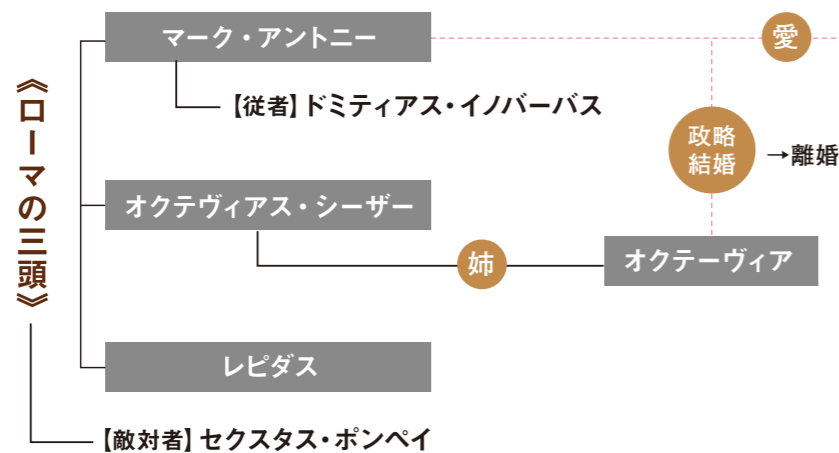 《ローマの三頭》
マーク・アントニー
愛
【従者】ドミティアス・イノバーバス
政略
結婚
→離婚
オクテヴィアス・シーザー
姉
オクテーヴィア
レピダス
【敵対者】セクスタス・ポンペイ